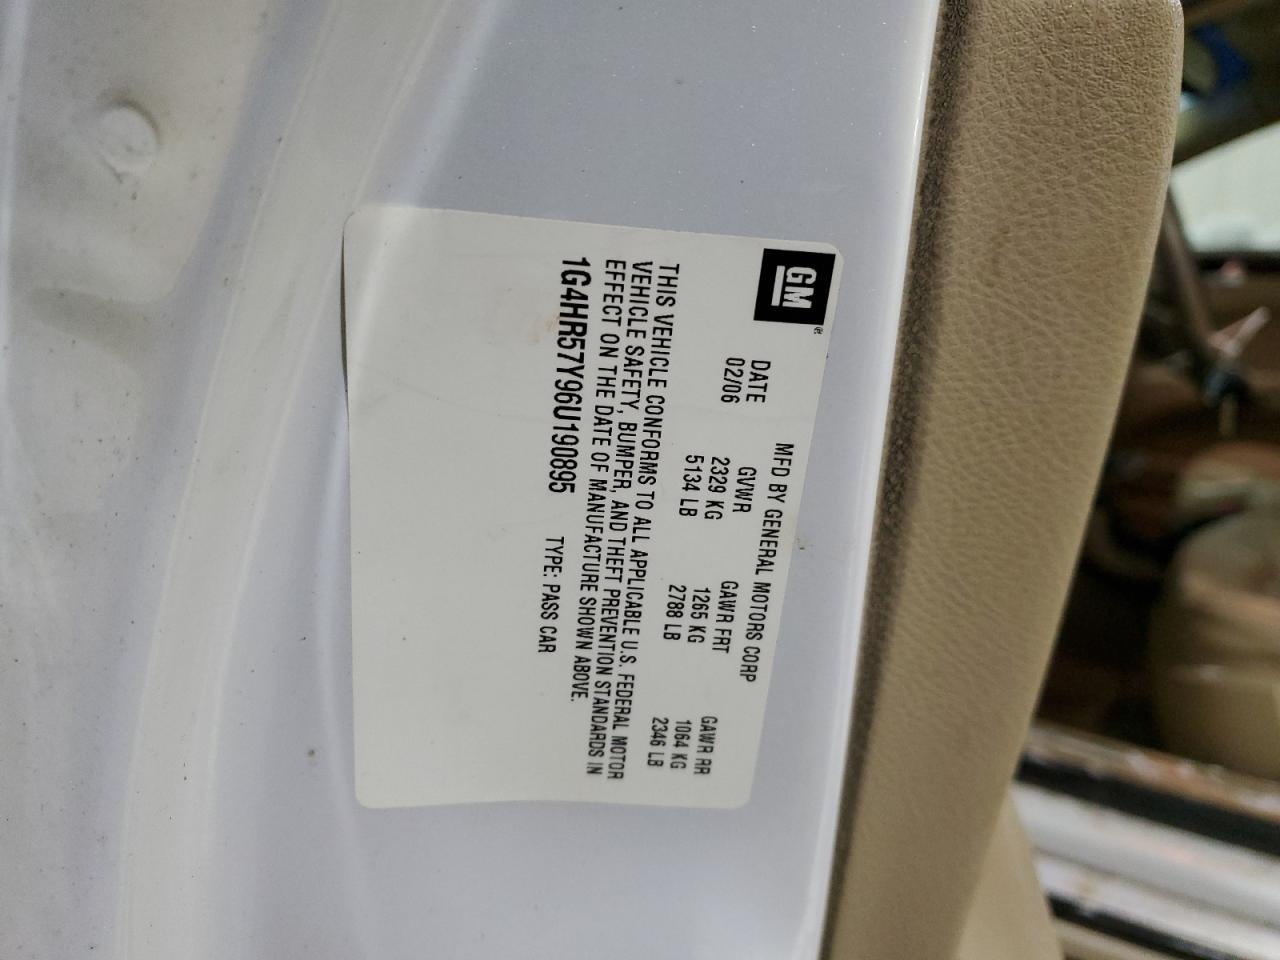 GM®
MFD BY GENERAL MOTORS CORP
DATE GVWR GAWR FRT GAWR RR
02/06 2329 KG 1265 KG 1064 KG
5134 LB 2788 LB 2346 LB
THIS VEHICLE CONFORMS TO ALL APPLICABLE U.S. FEDERAL MOTOR
VEHICLE SAFETY, BUMPER, AND THEFT PREVENTION STANDARDS IN
EFFECT ON THE DATE OF MANUFACTURE SHOWN ABOVE.
1G4HR57Y96U190895 TYPE: PASS CAR